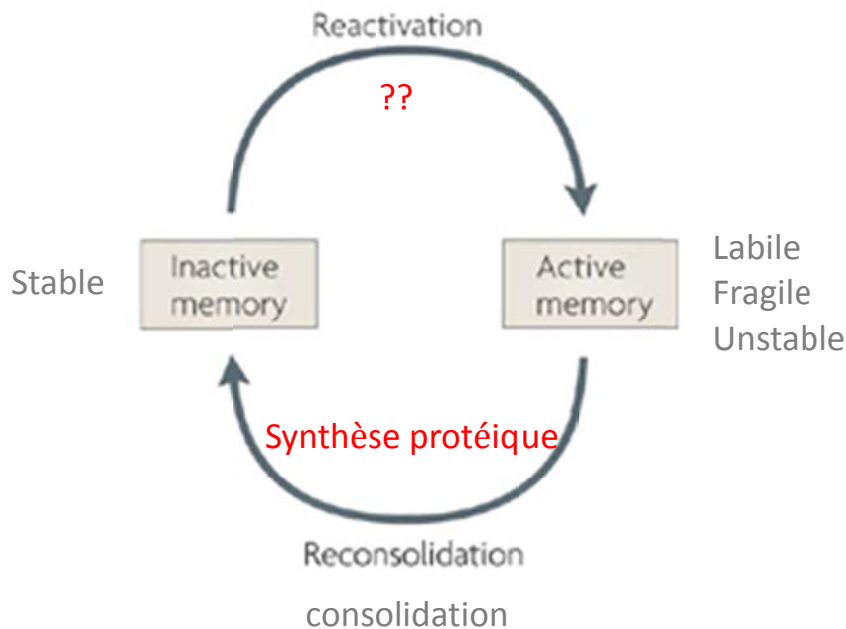 Reactivation
??
Stable
Inactive
memory
Active
memory
Labile
Fragile
Unstable
Synthèse protéique
Reconsolidation
consolidation